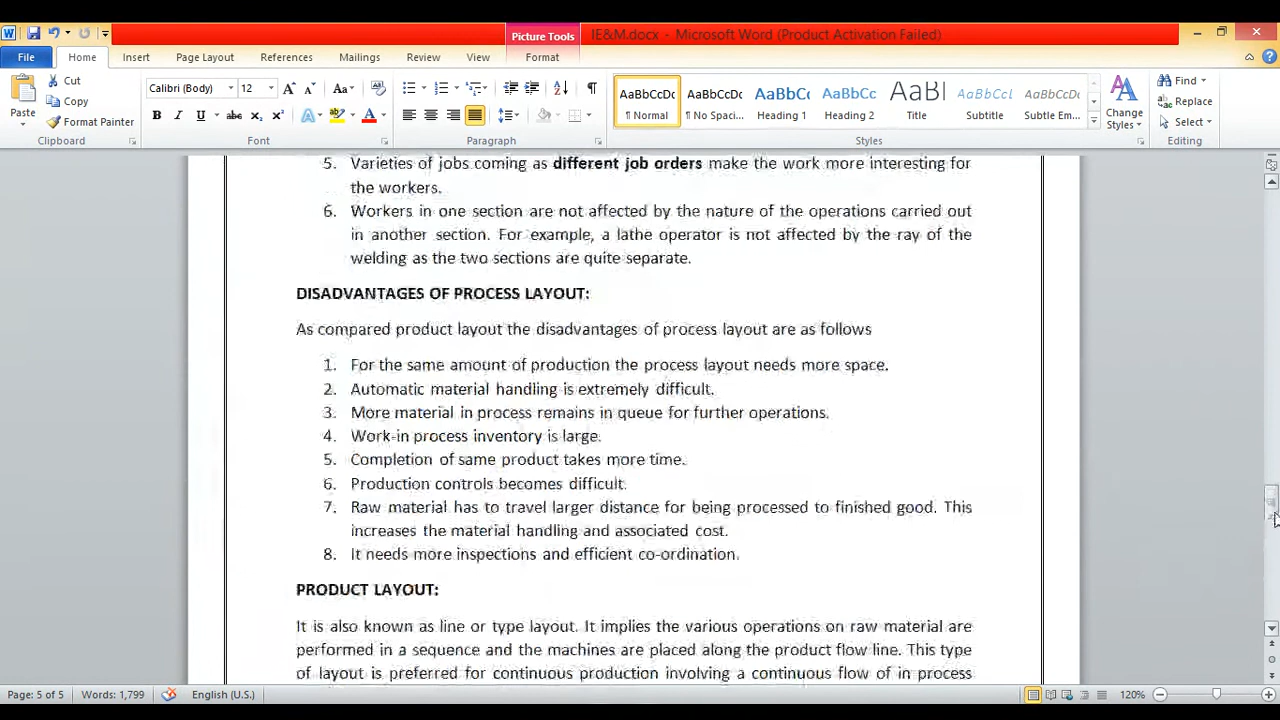 Picture Tools
IE&M.docx - Microsoft Word (Product Activation Failed)
File Home Insert Page Layout References Mailings Review View Format
Cut
Copy
Format Painter
Paste
Clipboard
Calibri (Body) 12
Font
Paragraph
AaBbCcDc AaBbCcDc AaBbCc AaBbCc AaBl AaBbCcl AaBbCcDc
¶ Normal ¶ No Spaci... Heading 1 Heading 2 Title Subtitle Subtle Em...
Styles
Change Styles
Find
Replace
Select
Editing
5. Varieties of jobs coming as different job orders make the work more interesting for
the workers.
6. Workers in one section are not affected by the nature of the operations carried out
in another section. For example, a lathe operator is not affected by the ray of the
welding as the two sections are quite separate.
DISADVANTAGES OF PROCESS LAYOUT:
As compared product layout the disadvantages of process layout are as follows
1. For the same amount of production the process layout needs more space.
2. Automatic material handling is extremely difficult.
3. More material in process remains in queue for further operations.
4. Work-in process inventory is large.
5. Completion of same product takes more time.
6. Production controls becomes difficult.
7. Raw material has to travel larger distance for being processed to finished good. This
increases the material handling and associated cost.
8. It needs more inspections and efficient co-ordination.
PRODUCT LAYOUT:
It is also known as line or type layout. It implies the various operations on raw material are
performed in a sequence and the machines are placed along the product flow line. This type
of layout is preferred for continuous production involving a continuous flow of in process
Page: 5 of 5 Words: 1,799 English (U.S.) 120%